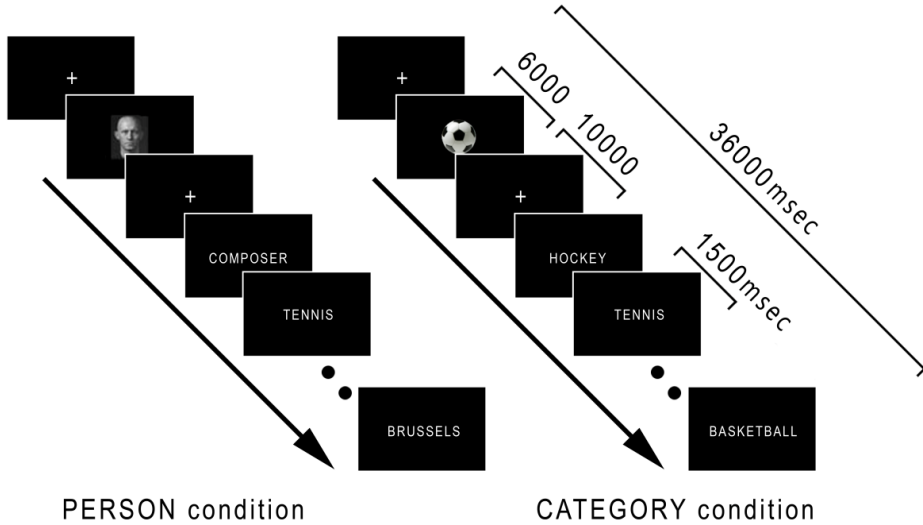 +
+
+
COMPOSER
TENNIS
BRUSSELS
PERSON condition
+
+
HOCKEY
TENNIS
BASKETBALL
6000
10000
1500msec
36000msec
CATEGORY condition